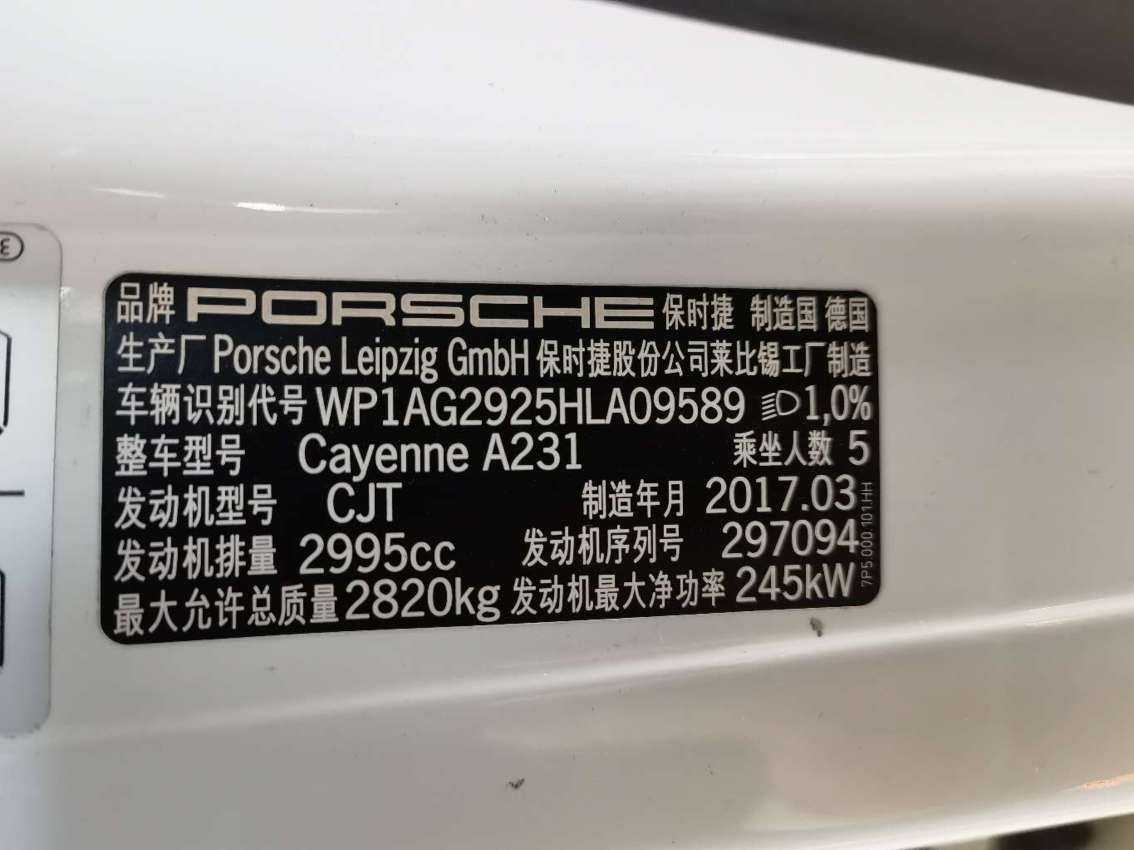 品牌 PORSCHE 保时捷 制造国 德国
生产厂 Porsche Leipzig GmbH 保时捷股份公司莱比锡工厂制造
车辆识别代号 WP1AG2925HLA09589 1,0%
整车型号 Cayenne A231 乘坐人数 5
发动机型号 CJT 制造年月 2017.03
发动机排量 2995cc 发动机序列号 297094
最大允许总质量 2820kg 发动机最大净功率 245kW
7P5.000.101.HH